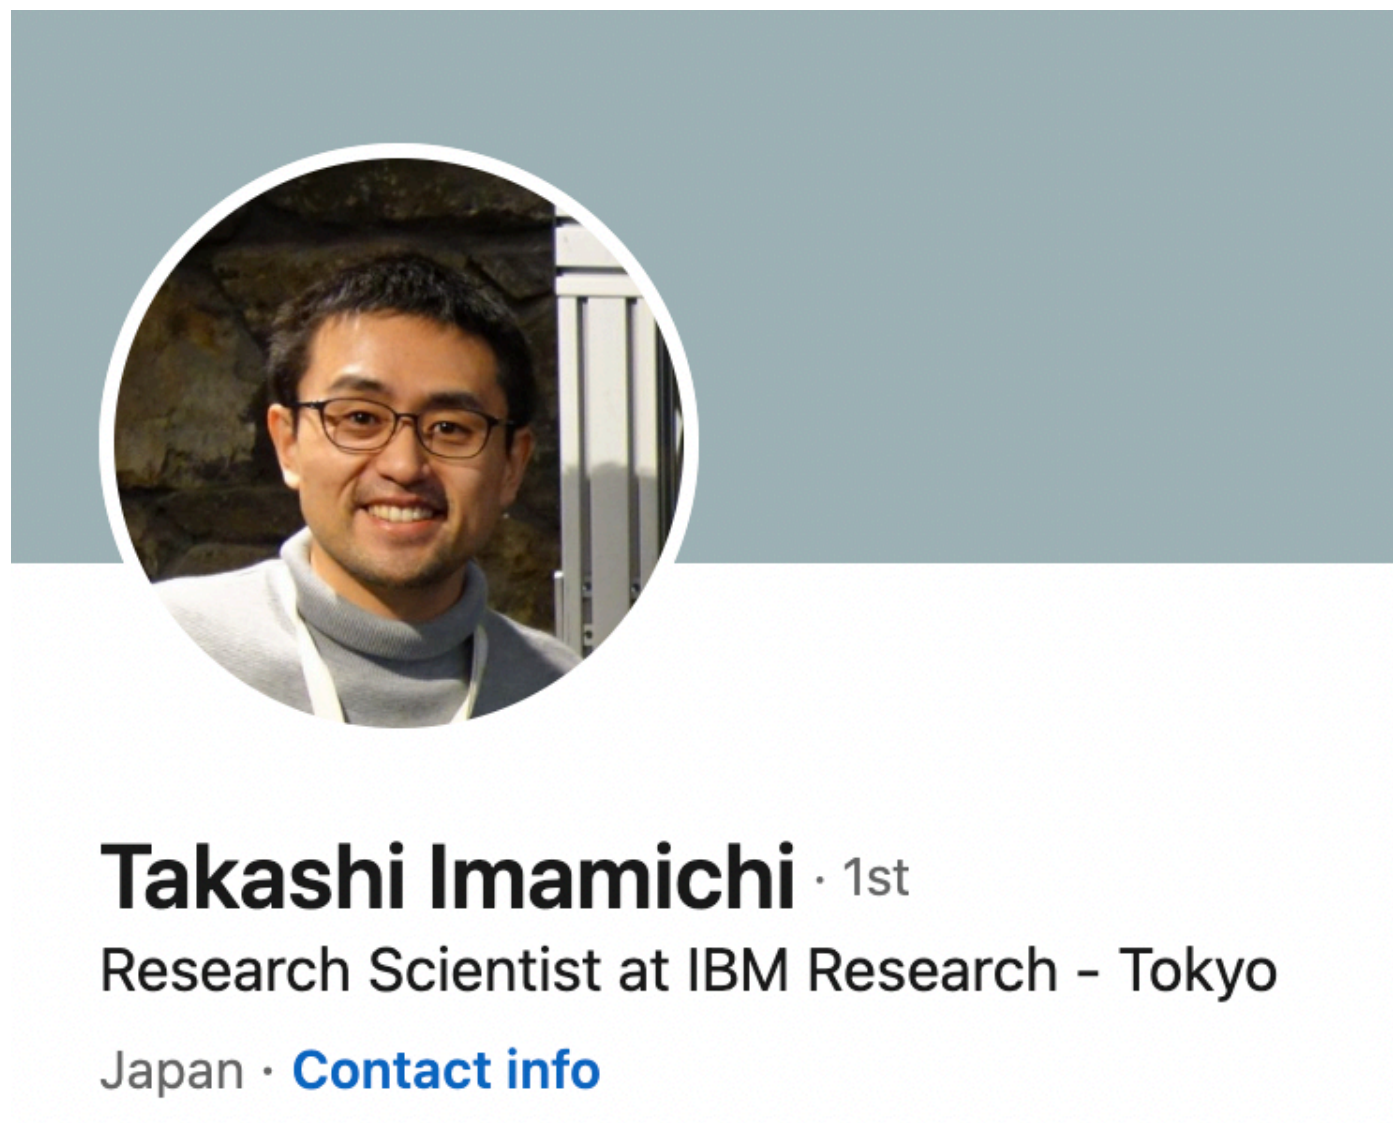 Takashi Imamichi · 1st
Research Scientist at IBM Research - Tokyo
Japan · Contact info